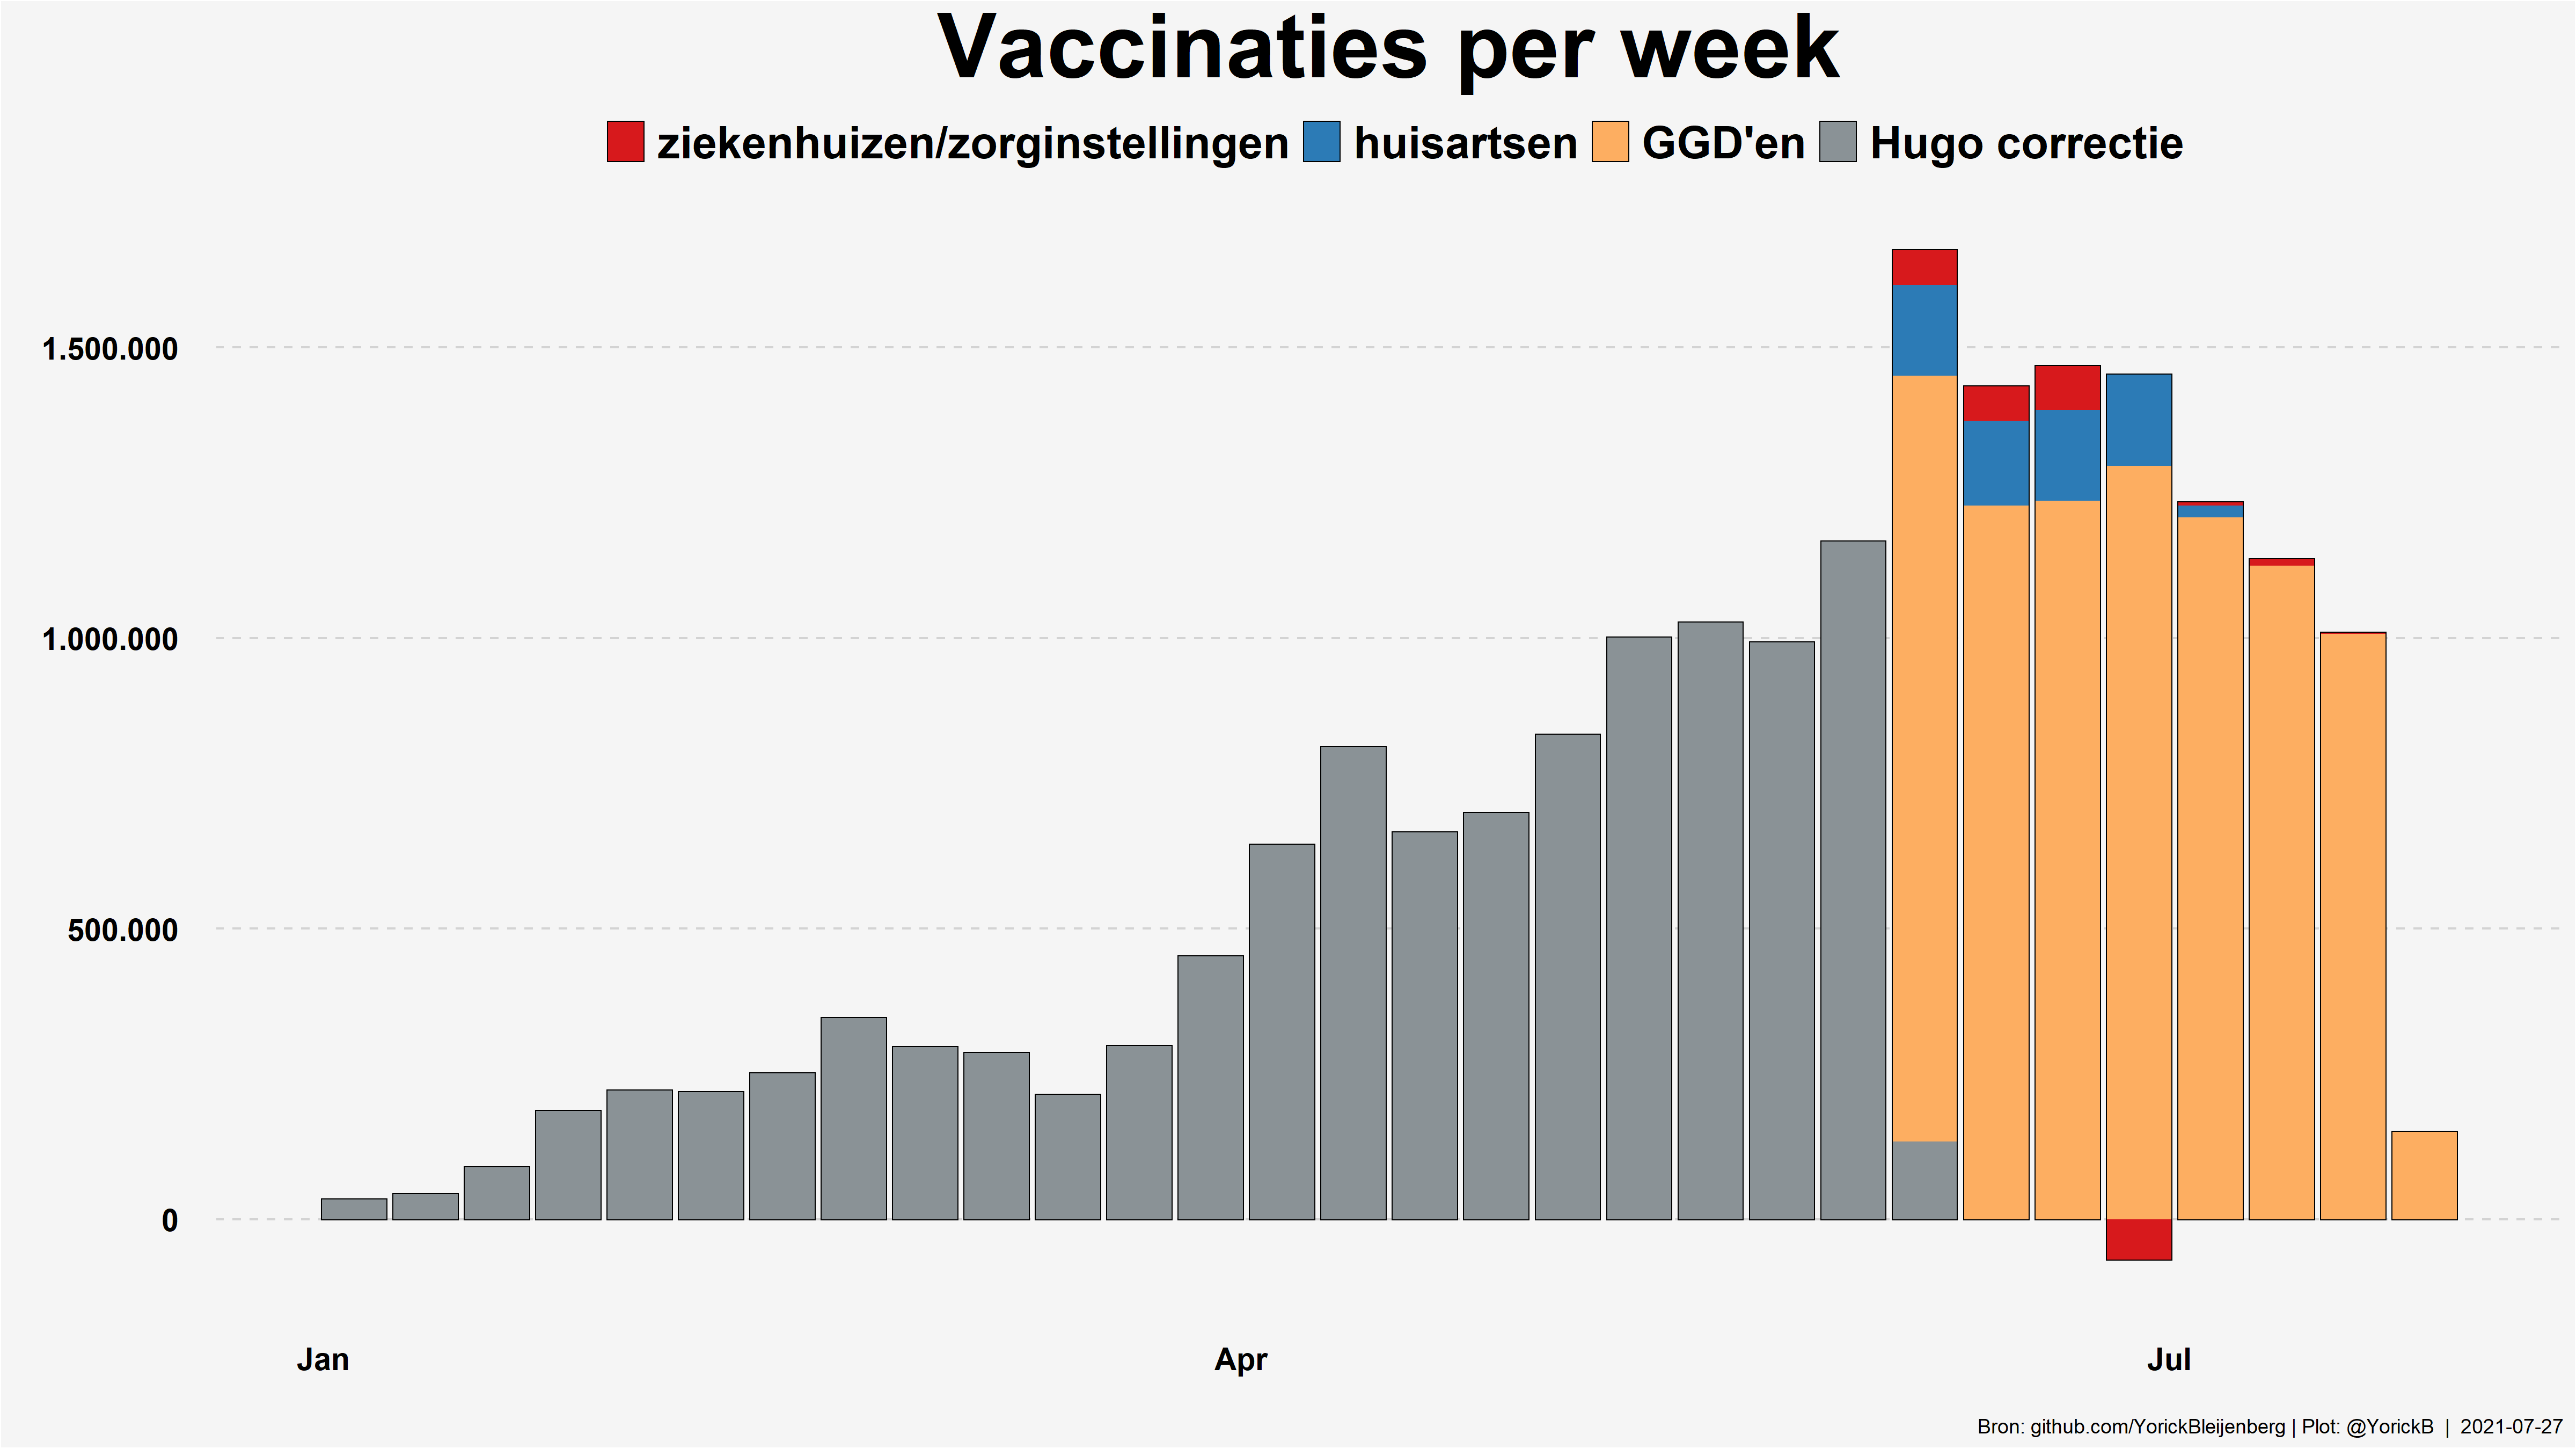 Vaccinaties per week
ziekenhuizen/zorginstellingen huisartsen GGD'en Hugo correctie
1.500.000
1.000.000
500.000
0
Jan Apr Jul
Bron: github.com/YorickBleijenberg | Plot: @YorickB | 2021-07-27